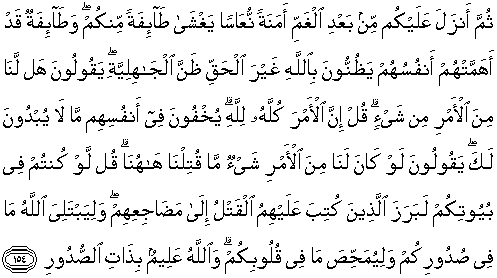 ثُمَّ أَنزَلَ عَلَيْكُم مِّنۢ بَعْدِ ٱلْغَمِّ أَمَنَةً نُّعَاسًا يَغْشَىٰ طَآئِفَةً مِّنكُمْ ۖ وَطَآئِفَةٌ قَدْ
أَهَمَّتْهُمْ أَنفُسُهُمْ يَظُنُّونَ بِٱللَّهِ غَيْرَ ٱلْحَقِّ ظَنَّ ٱلْجَـٰهِلِيَّةِ ۖ يَقُولُونَ هَل لَّنَا
مِنَ ٱلْأَمْرِ مِن شَىْءٍ ۗ قُلْ إِنَّ ٱلْأَمْرَ كُلَّهُۥ لِلَّهِ ۗ يُخْفُونَ فِىٓ أَنفُسِهِم مَّا لَا يُبْدُونَ
لَكَ ۖ يَقُولُونَ لَوْ كَانَ لَنَا مِنَ ٱلْأَمْرِ شَىْءٌ مَّا قُتِلْنَا هَـٰهُنَا ۗ قُل لَّوْ كُنتُمْ فِى
بُيُوتِكُمْ لَبَرَزَ ٱلَّذِينَ كُتِبَ عَلَيْهِمُ ٱلْقَتْلُ إِلَىٰ مَضَاجِعِهِمْ ۖ وَلِيَبْتَلِىَ ٱللَّهُ مَا
فِى صُدُورِكُمْ وَلِيُمَحِّصَ مَا فِى قُلُوبِكُمْ ۗ وَٱللَّهُ عَلِيمٌۢ بِذَاتِ ٱلصُّدُورِ ١٥٤